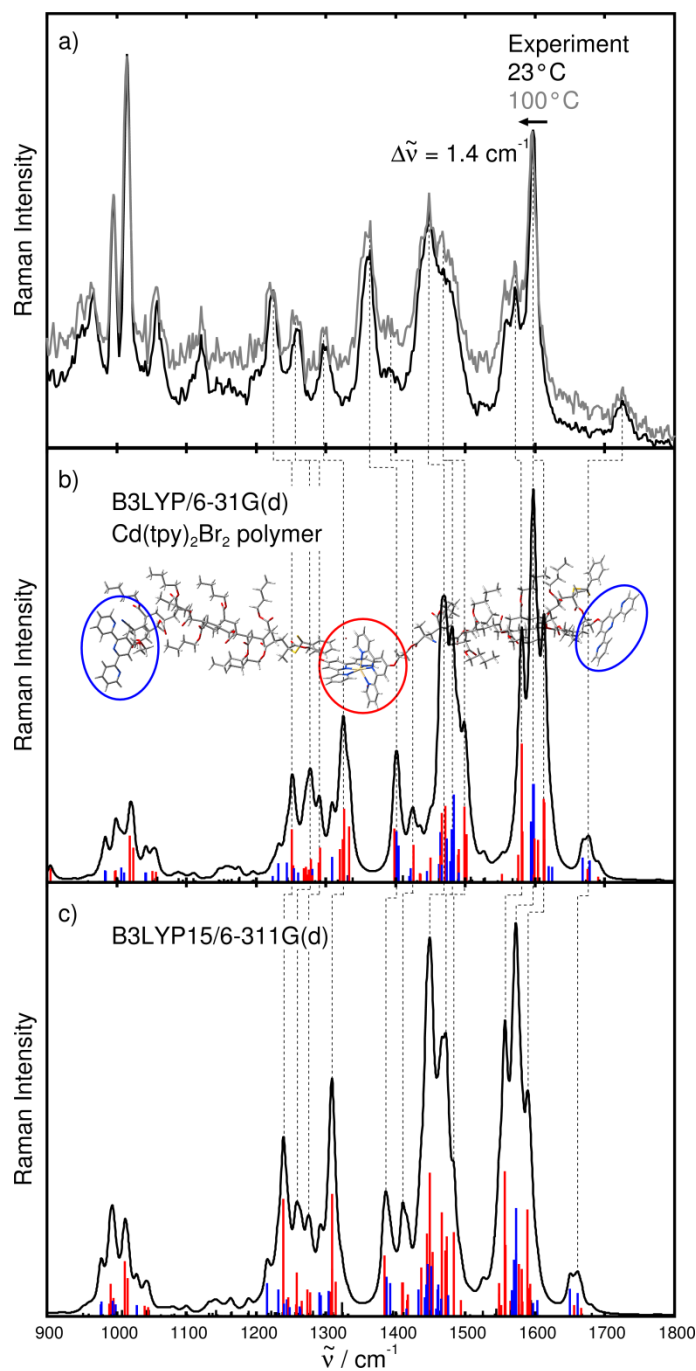 a)
Experiment
23°C
100°C
Δν̃ = 1.4 cm⁻¹
Raman Intensity
b)
B3LYP/6-31G(d)
Cd(tpy)₂Br₂ polymer
Raman Intensity
c)
B3LYP15/6-311G(d)
Raman Intensity
900 1000 1100 1200 1300 1400 1500 1600 1700 1800
ν̃ / cm⁻¹